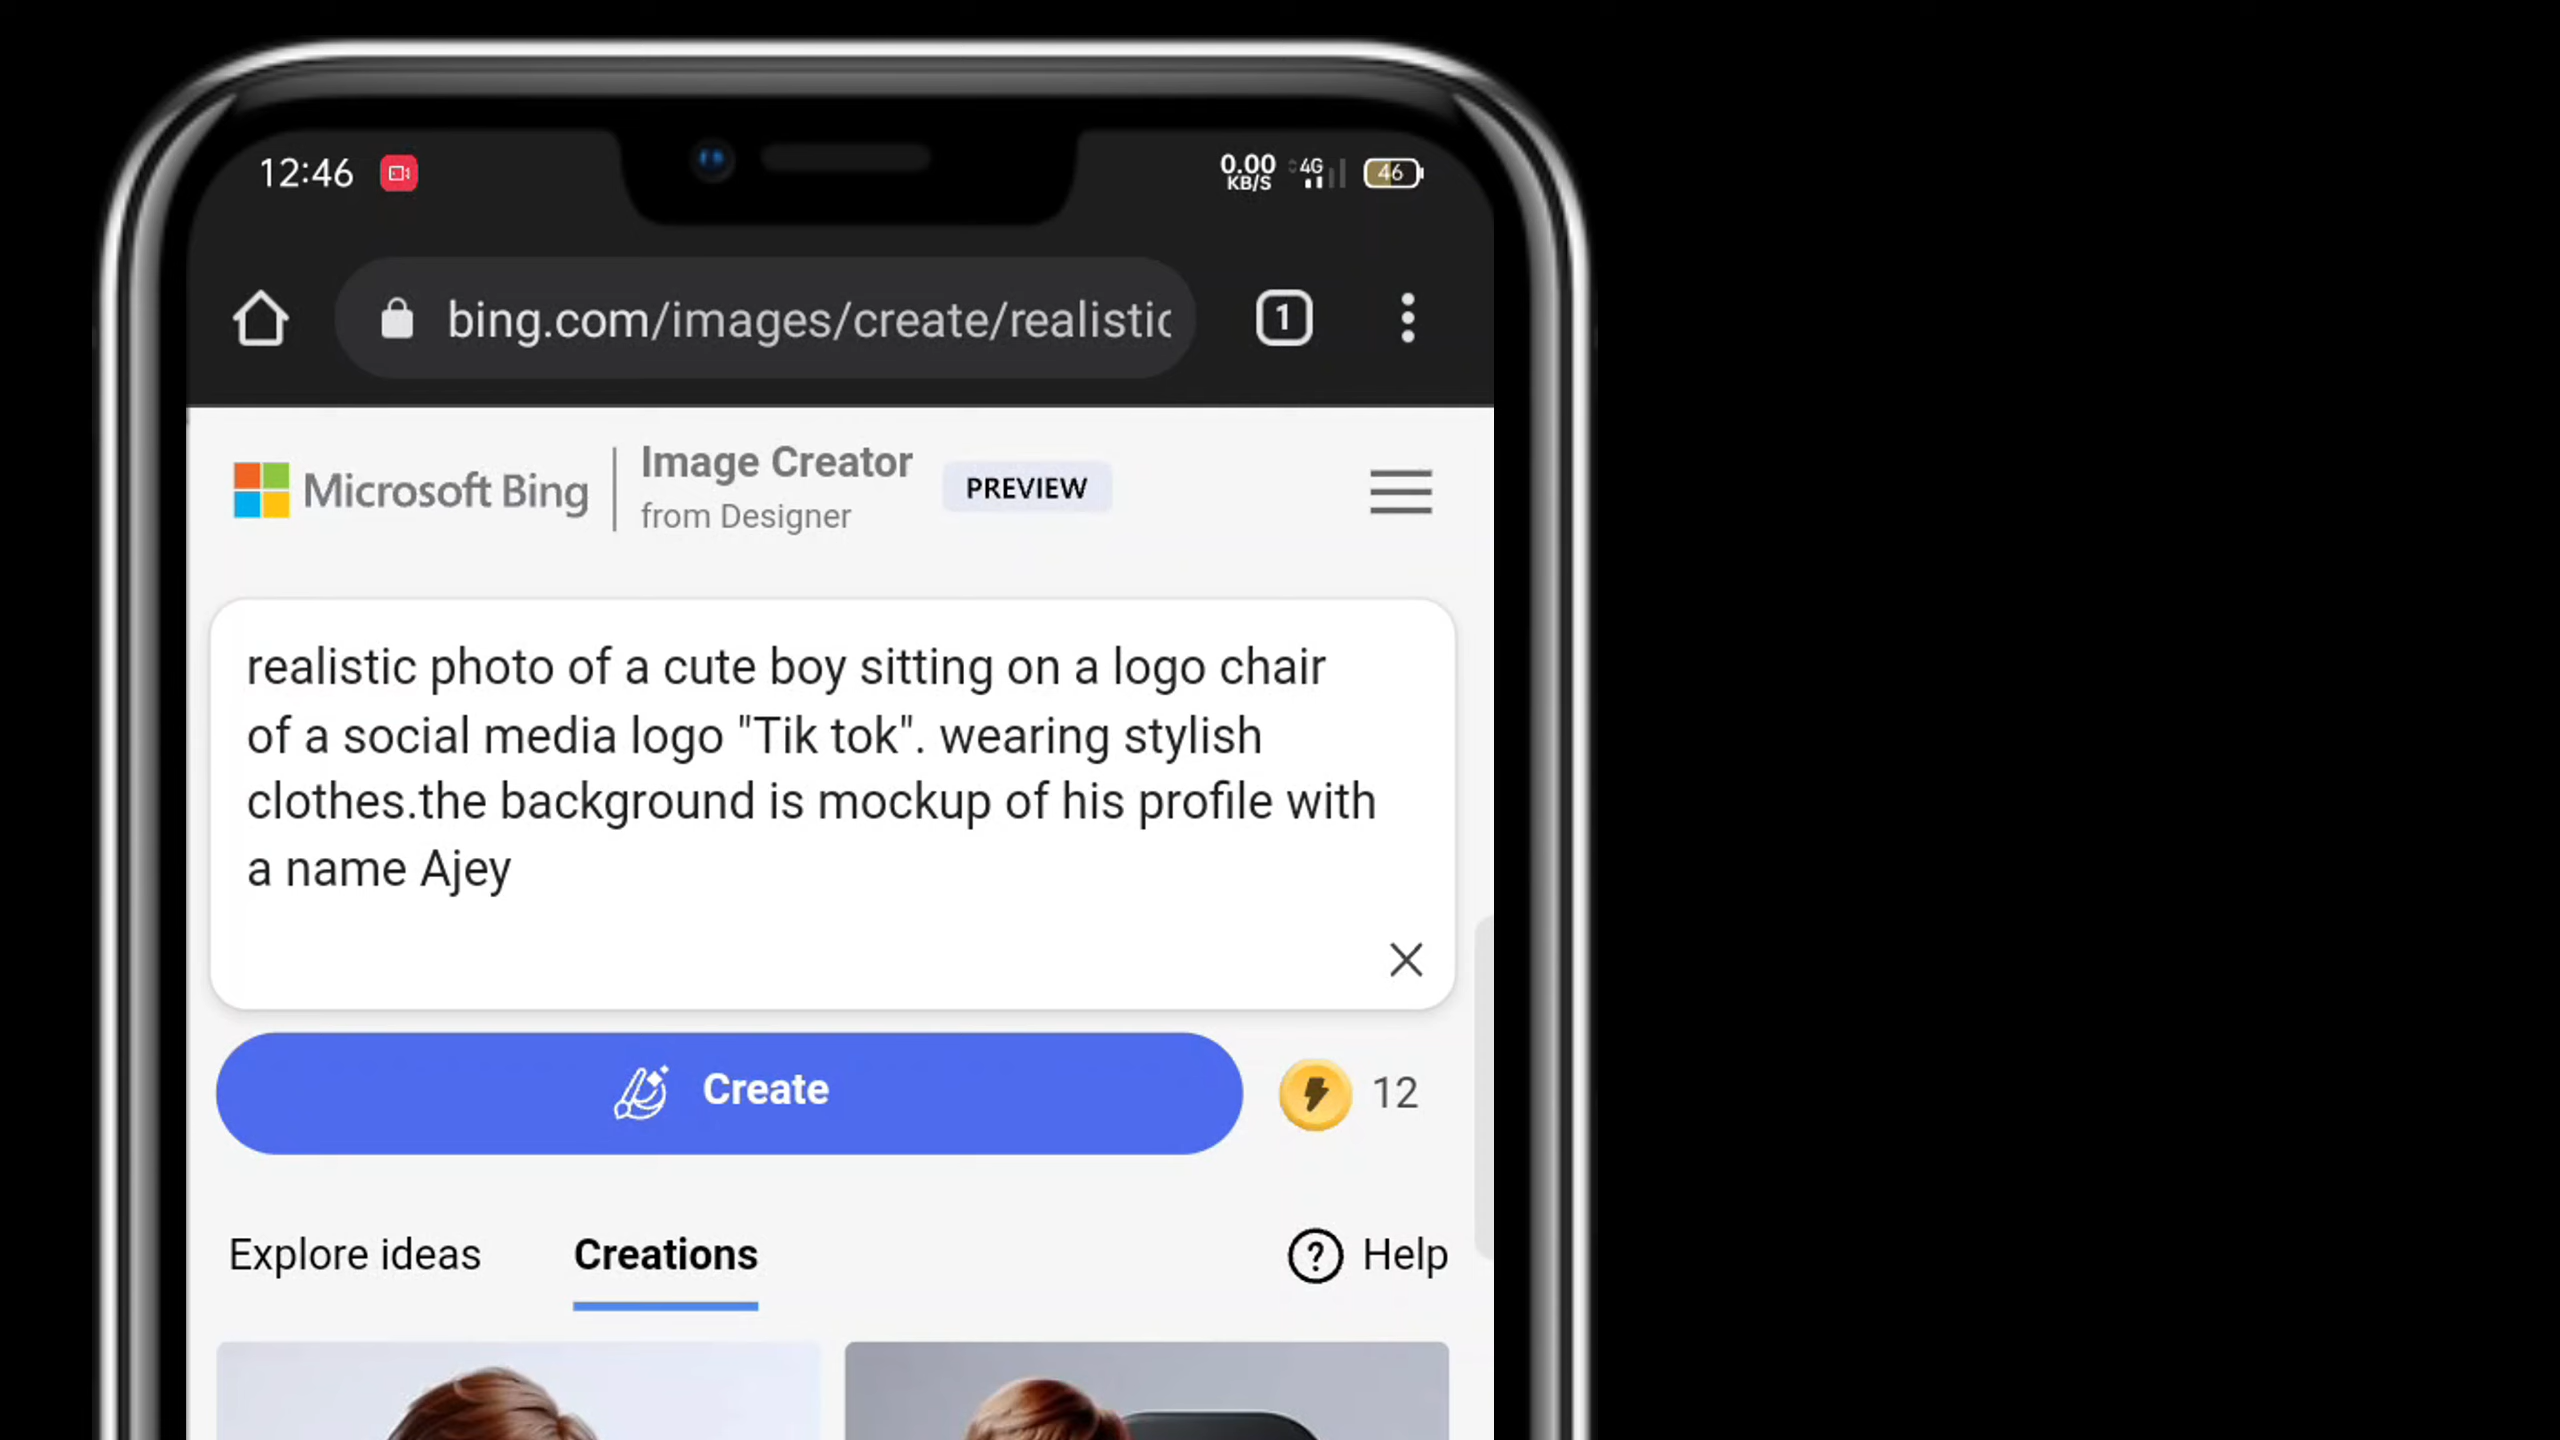 12:46
0.00 KB/S 4G 46
bing.com/images/create/realistic
1
Microsoft Bing
Image Creator
from Designer
PREVIEW
realistic photo of a cute boy sitting on a logo chair
of a social media logo "Tik tok". wearing stylish
clothes.the background is mockup of his profile with
a name Ajey
Create
12
Explore ideas
Creations
? Help